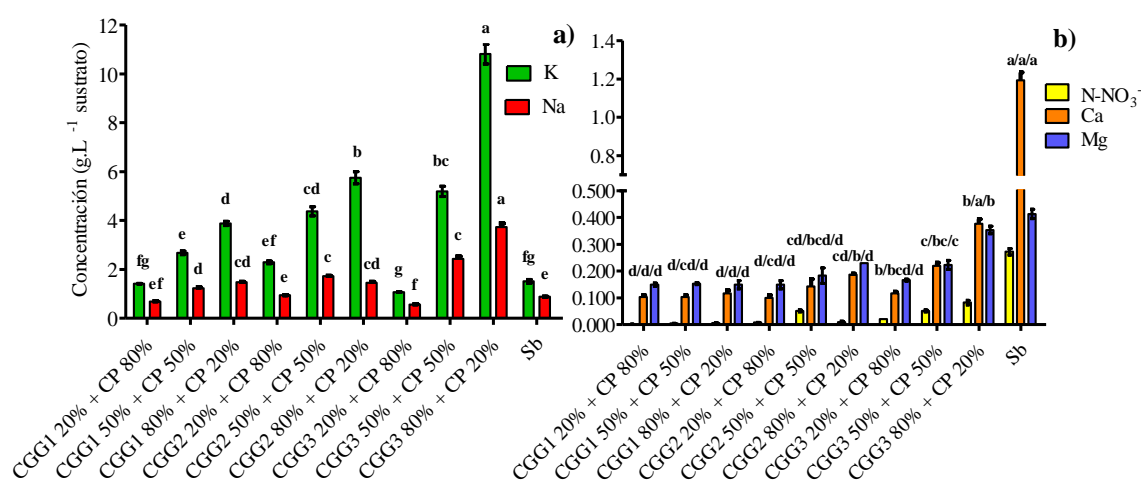 a)
b)
Concentración (g.L -1 sustrato)
12
10
8
6
4
2
0
K
Na
fg
ef
e
d
d
cd
ef
e
cd
c
b
cd
g
f
bc
c
a
a
fg
e
CGG1 20% + CP 80%
CGG1 50% + CP 50%
CGG1 80% + CP 20%
CGG2 20% + CP 80%
CGG2 50% + CP 50%
CGG2 80% + CP 20%
CGG3 20% + CP 80%
CGG3 50% + CP 50%
CGG3 80% + CP 20%
Sb
1.4
1.2
1.0
0.8
0.500
0.400
0.300
0.200
0.100
0.000
N-NO3-
Ca
Mg
d/d/d
d/cd/d
d/d/d
d/cd/d
cd/bcd/d
cd/b/d
b/bcd/d
c/bc/c
b/a/b
a/a/a
CGG1 20% + CP 80%
CGG1 50% + CP 50%
CGG1 80% + CP 20%
CGG2 20% + CP 80%
CGG2 50% + CP 50%
CGG2 80% + CP 20%
CGG3 20% + CP 80%
CGG3 50% + CP 50%
CGG3 80% + CP 20%
Sb